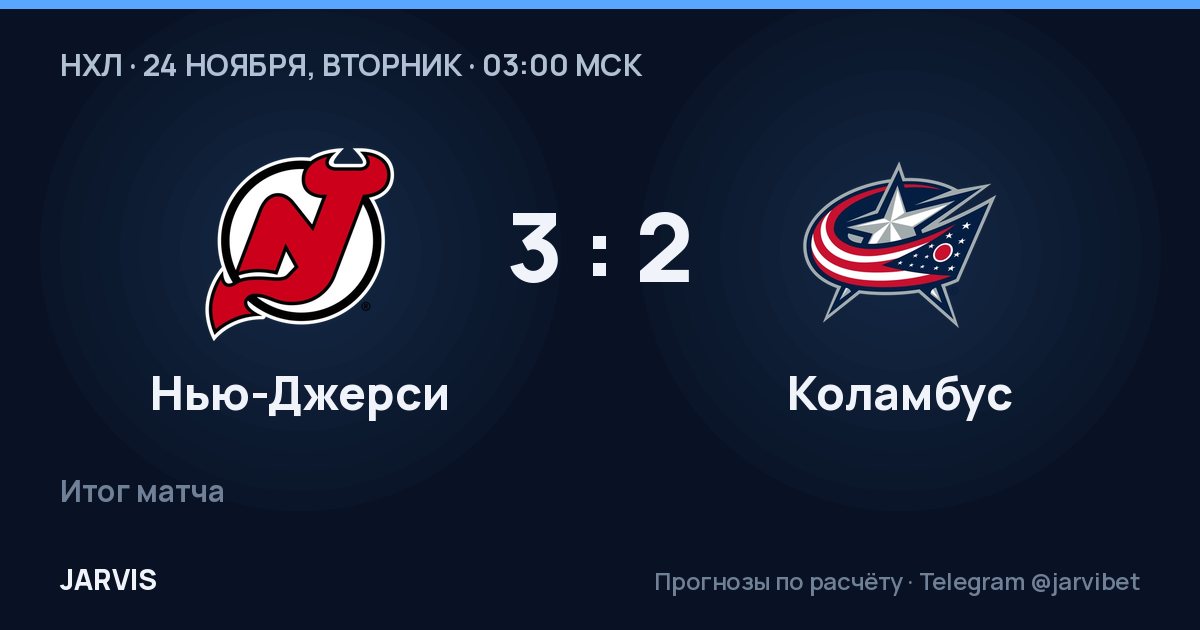 НХЛ · 24 НОЯБРЯ, ВТОРНИК · 03:00 МСК
3 : 2
Нью-Джерси
Коламбус
Итог матча
JARVIS
Прогнозы по расчёту · Telegram @jarvibet